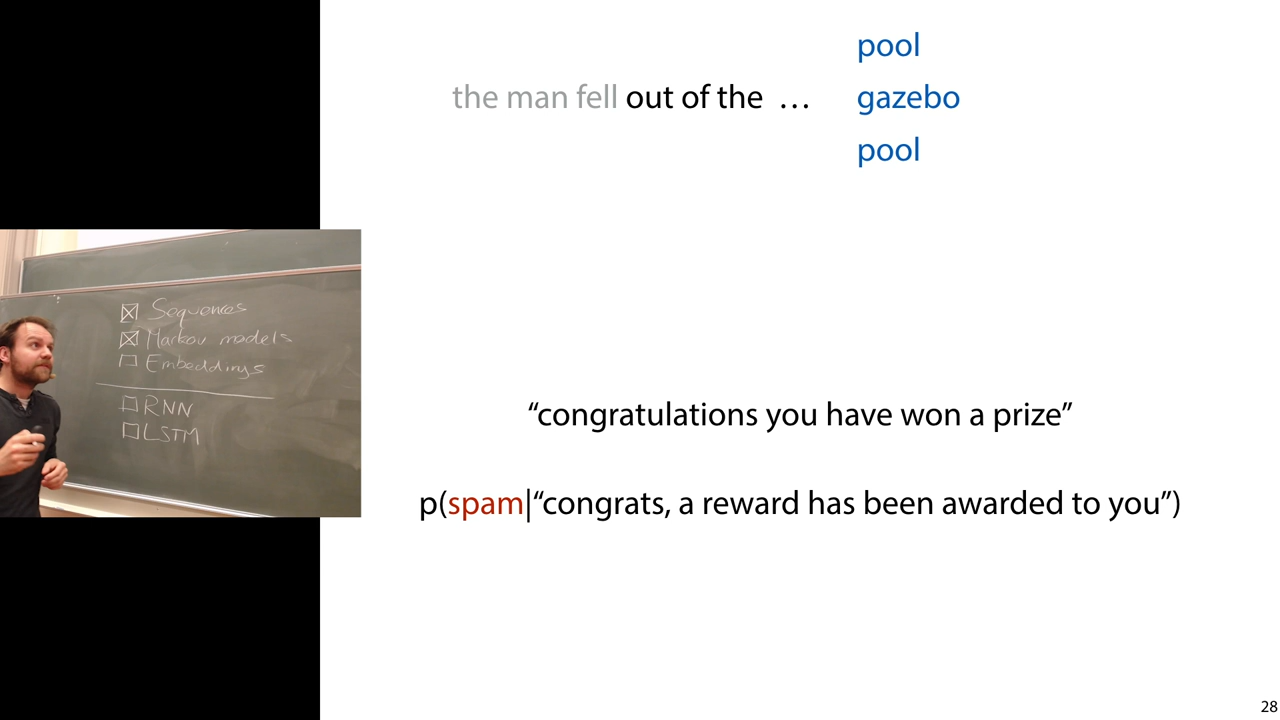 pool
the man fell out of the … gazebo
pool
Sequences
Markov models
Embeddings
RNN
LSTM
“congratulations you have won a prize”
p(spam|“congrats, a reward has been awarded to you”)
28